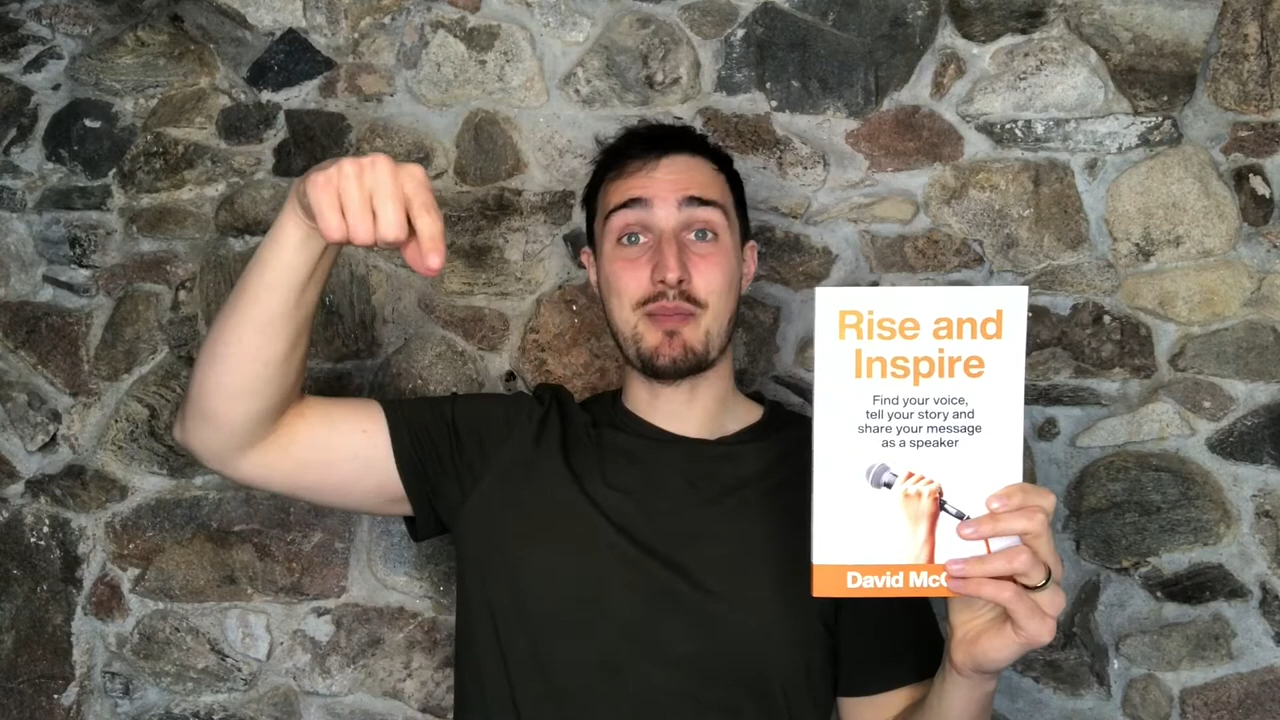 Rise and
Inspire
Find your voice,
tell your story and
share your message
as a speaker
David